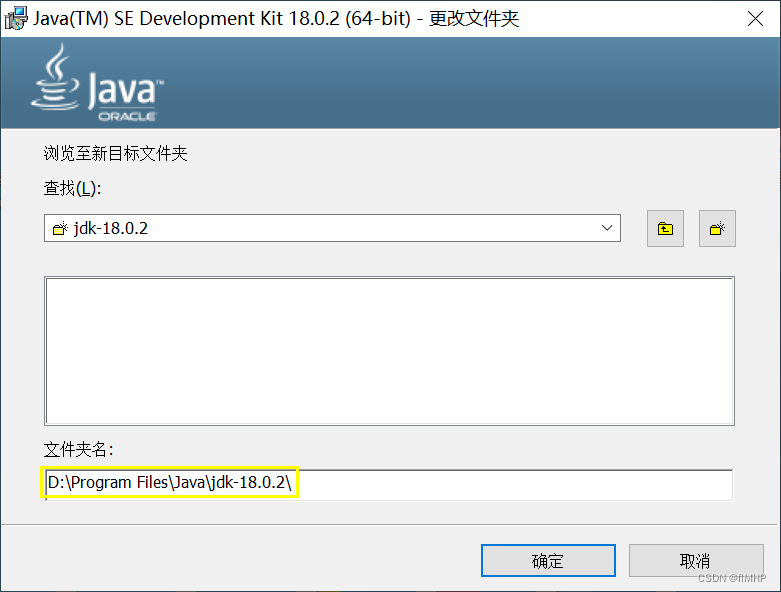 Java(TM) SE Development Kit 18.0.2 (64-bit) - 更改文件夹
Java™
ORACLE
浏览至新目标文件夹
查找(L):
jdk-18.0.2
文件夹名:
D:\Program Files\Java\jdk-18.0.2\
确定
取消
CSDN @flMHP